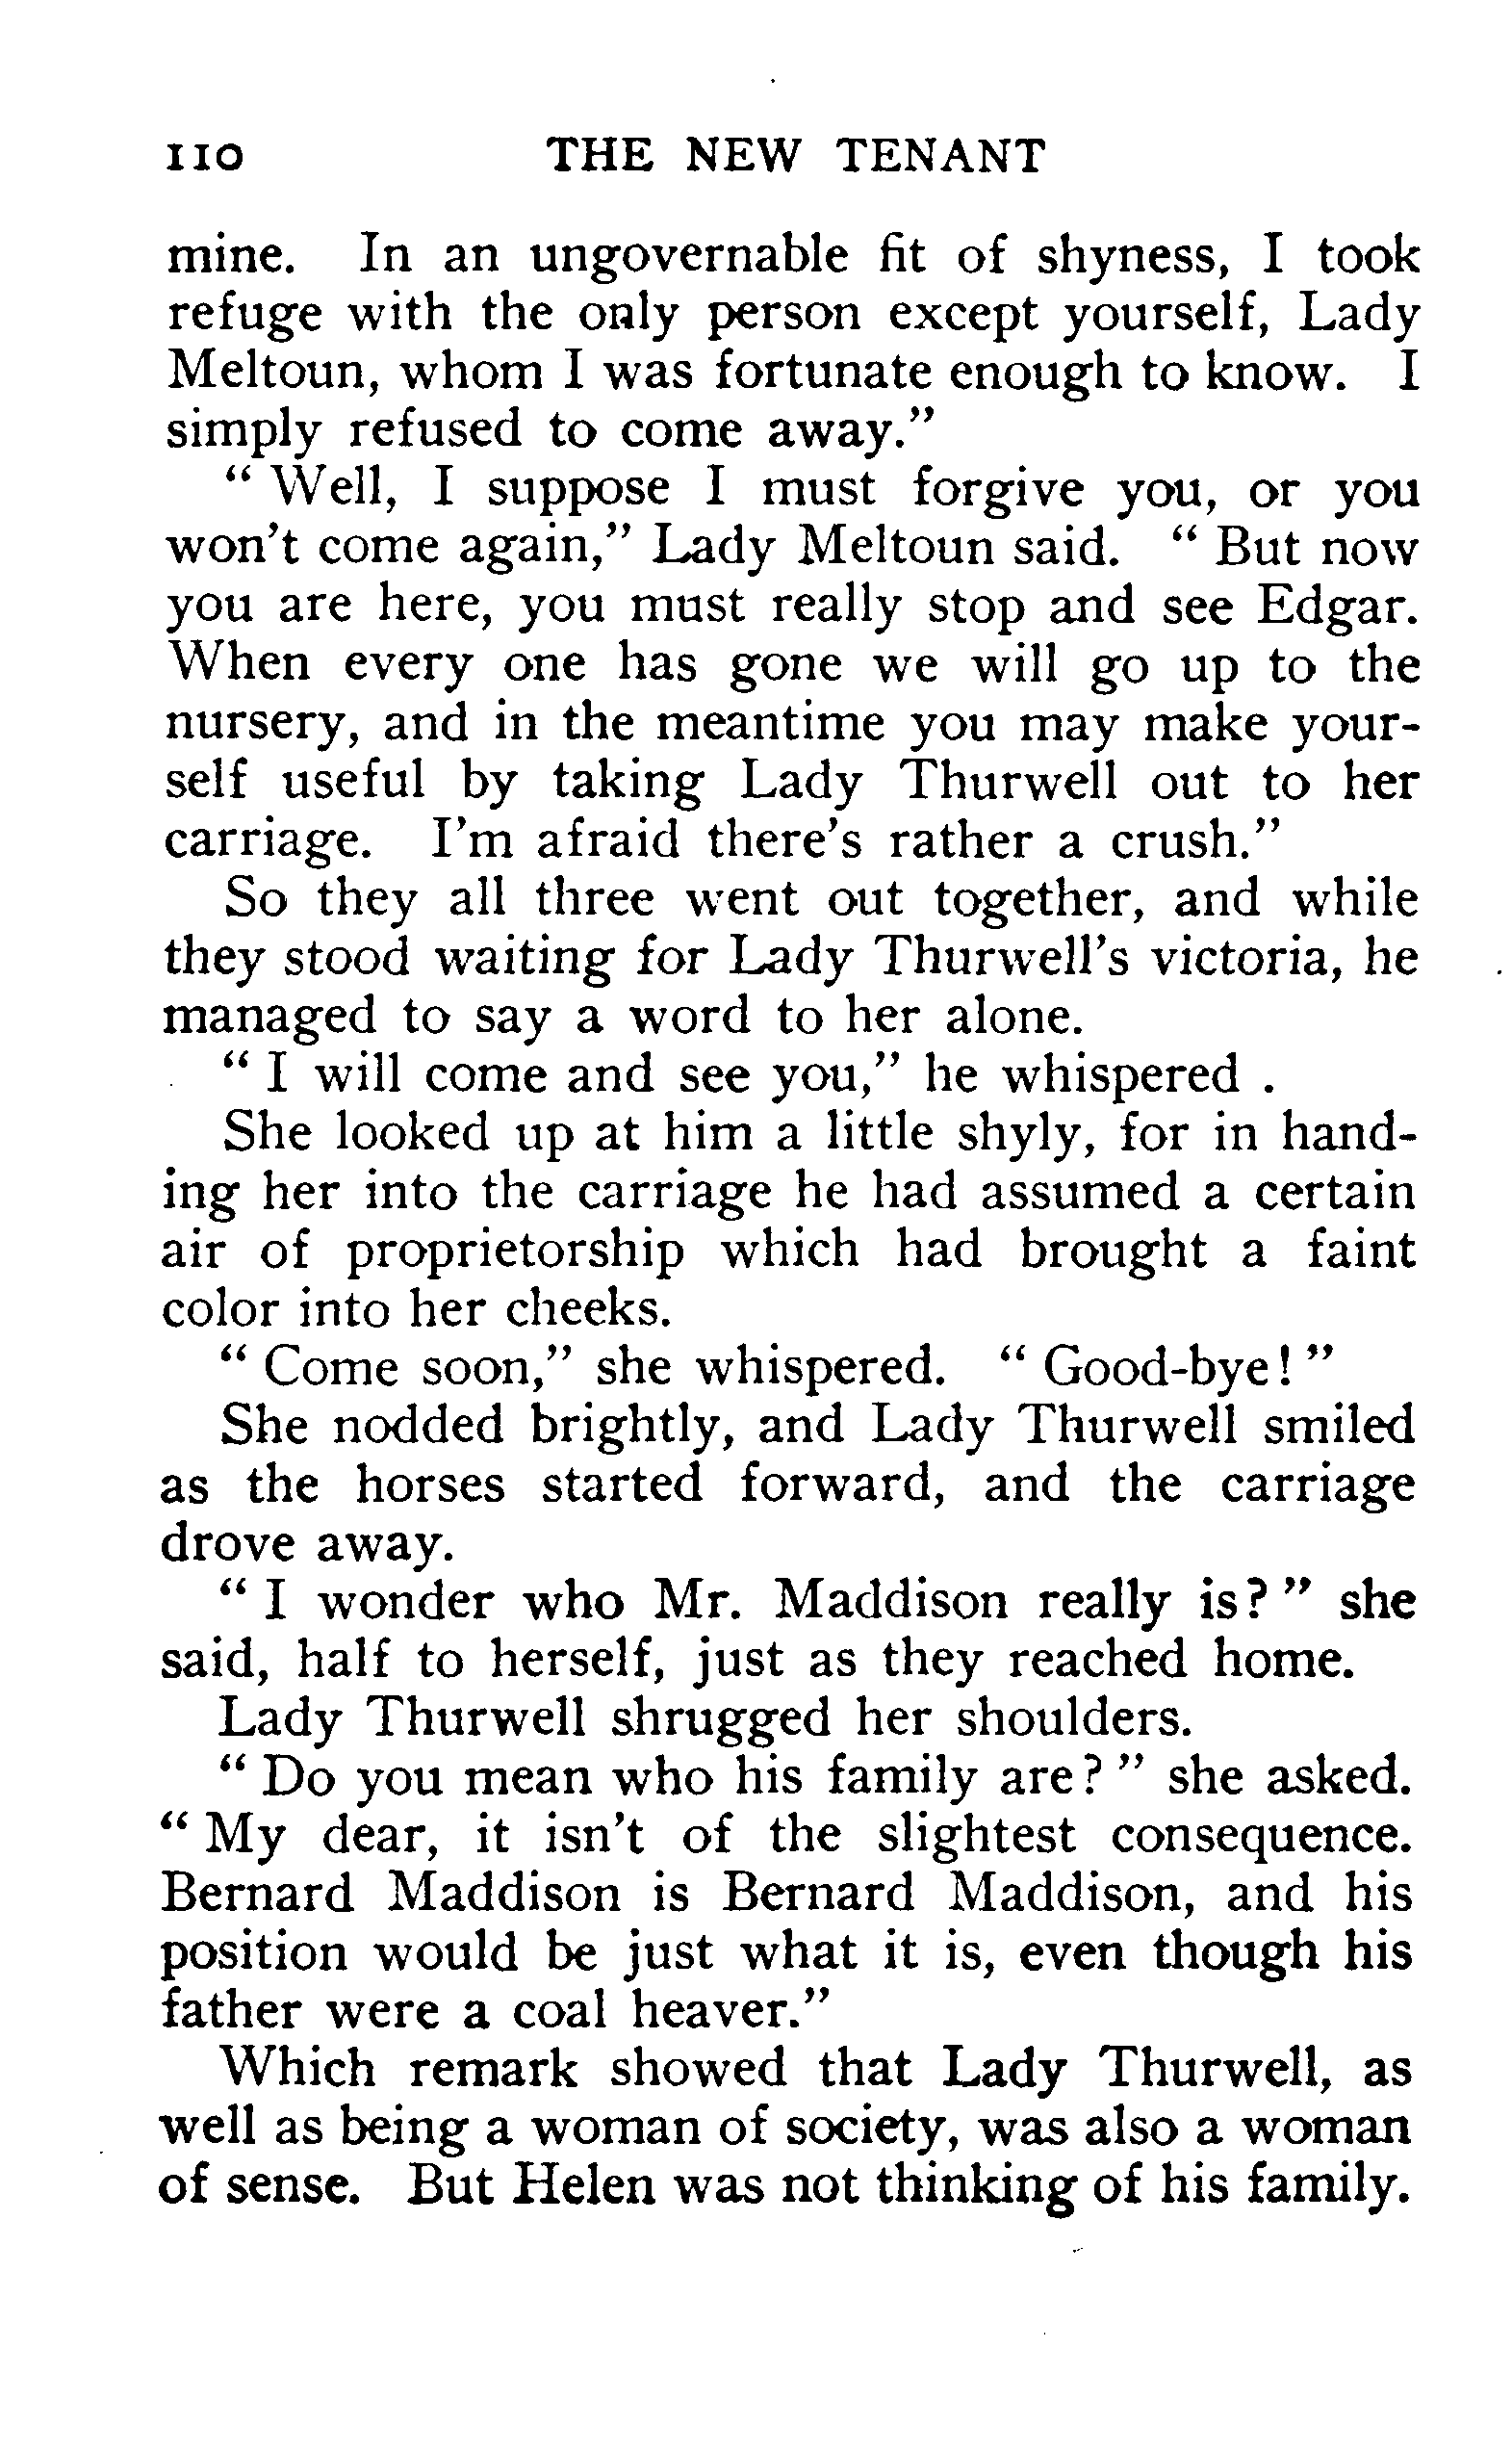 110 THE NEW TENANT
mine. In an ungovernable fit of shyness, I took
refuge with the only person except yourself, Lady
Meltoun, whom I was fortunate enough to know. I
simply refused to come away."
" Well, I suppose I must forgive you, or you
won't come again," Lady Meltoun said. " But now
you are here, you must really stop and see Edgar.
When every one has gone we will go up to the
nursery, and in the meantime you may make your-
self useful by taking Lady Thurwell out to her
carriage. I'm afraid there's rather a crush."
So they all three went out together, and while
they stood waiting for Lady Thurwell's victoria, he
managed to say a word to her alone.
" I will come and see you," he whispered .
She looked up at him a little shyly, for in hand-
ing her into the carriage he had assumed a certain
air of proprietorship which had brought a faint
color into her cheeks.
" Come soon," she whispered. " Good-bye! "
She nodded brightly, and Lady Thurwell smiled
as the horses started forward, and the carriage
drove away.
" I wonder who Mr. Maddison really is? " she
said, half to herself, just as they reached home.
Lady Thurwell shrugged her shoulders.
" Do you mean who his family are? " she asked.
" My dear, it isn't of the slightest consequence.
Bernard Maddison is Bernard Maddison, and his
position would be just what it is, even though his
father were a coal heaver."
Which remark showed that Lady Thurwell, as
well as being a woman of society, was also a woman
of sense. But Helen was not thinking of his family.